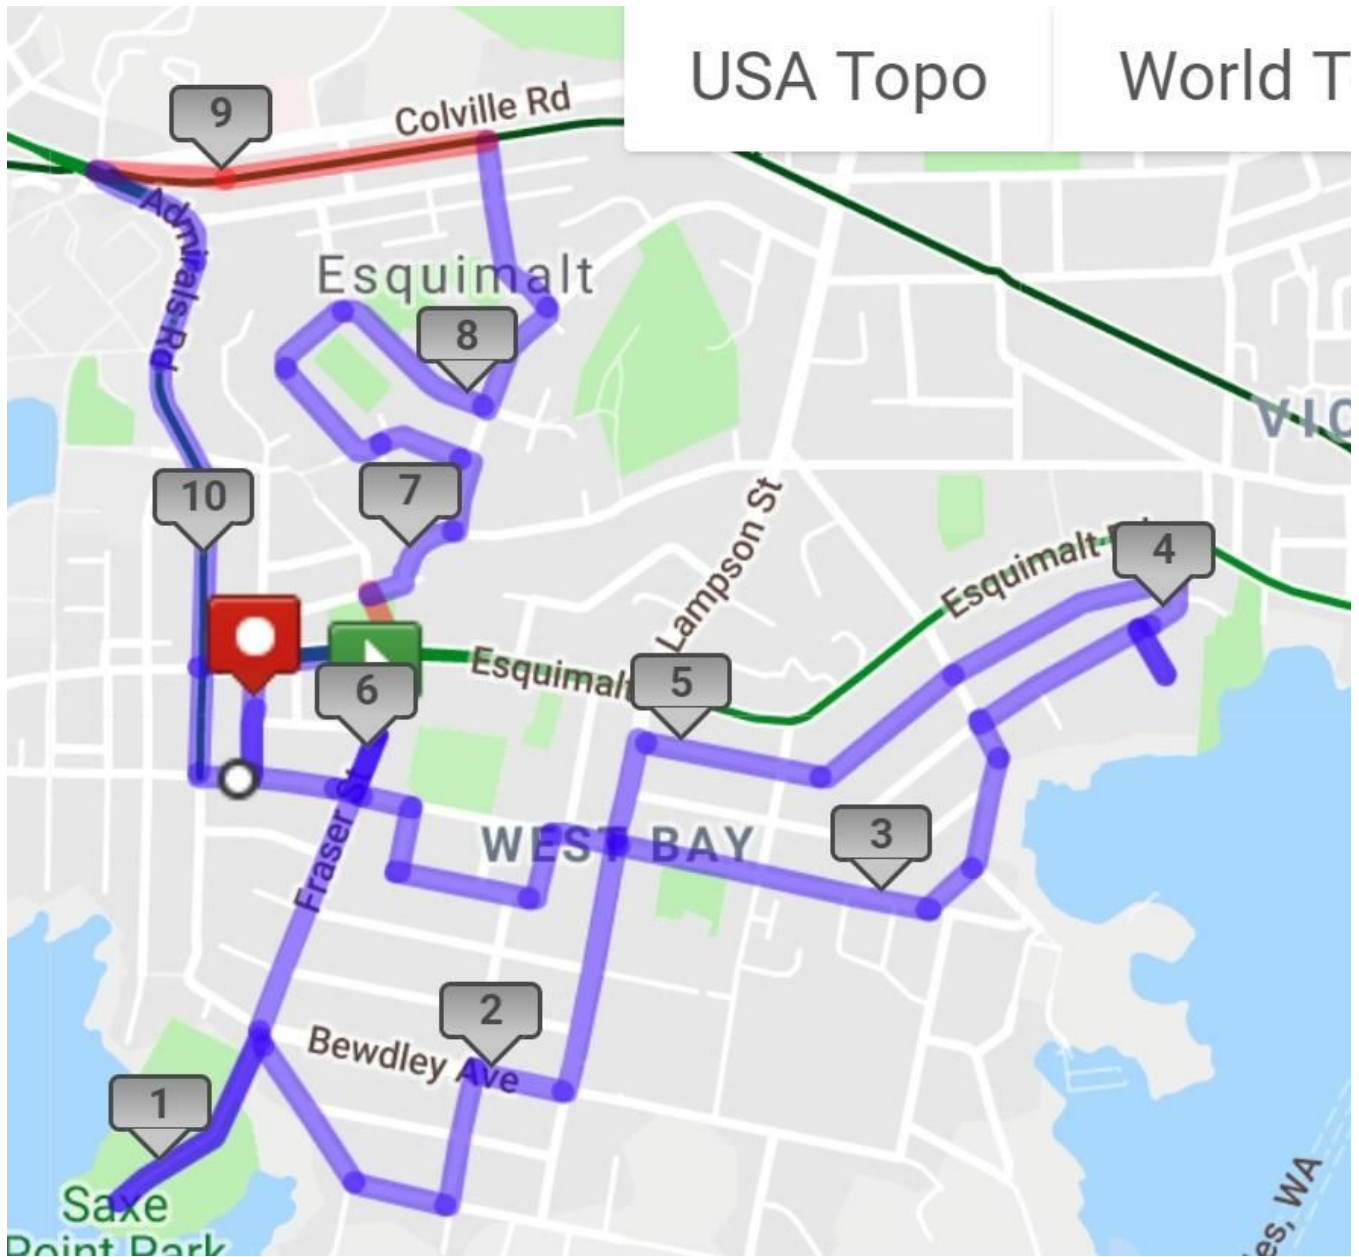 USA Topo
World T
9
Colville Rd
Admirals Rd
Esquimalt
8
VIC
10
7
Lampson St
Esquimalt
4
Esquimalt
5
6
WEST BAY
3
Fraser St
2
Bewdley Ave
1
Saxe
Point Park
es, WA